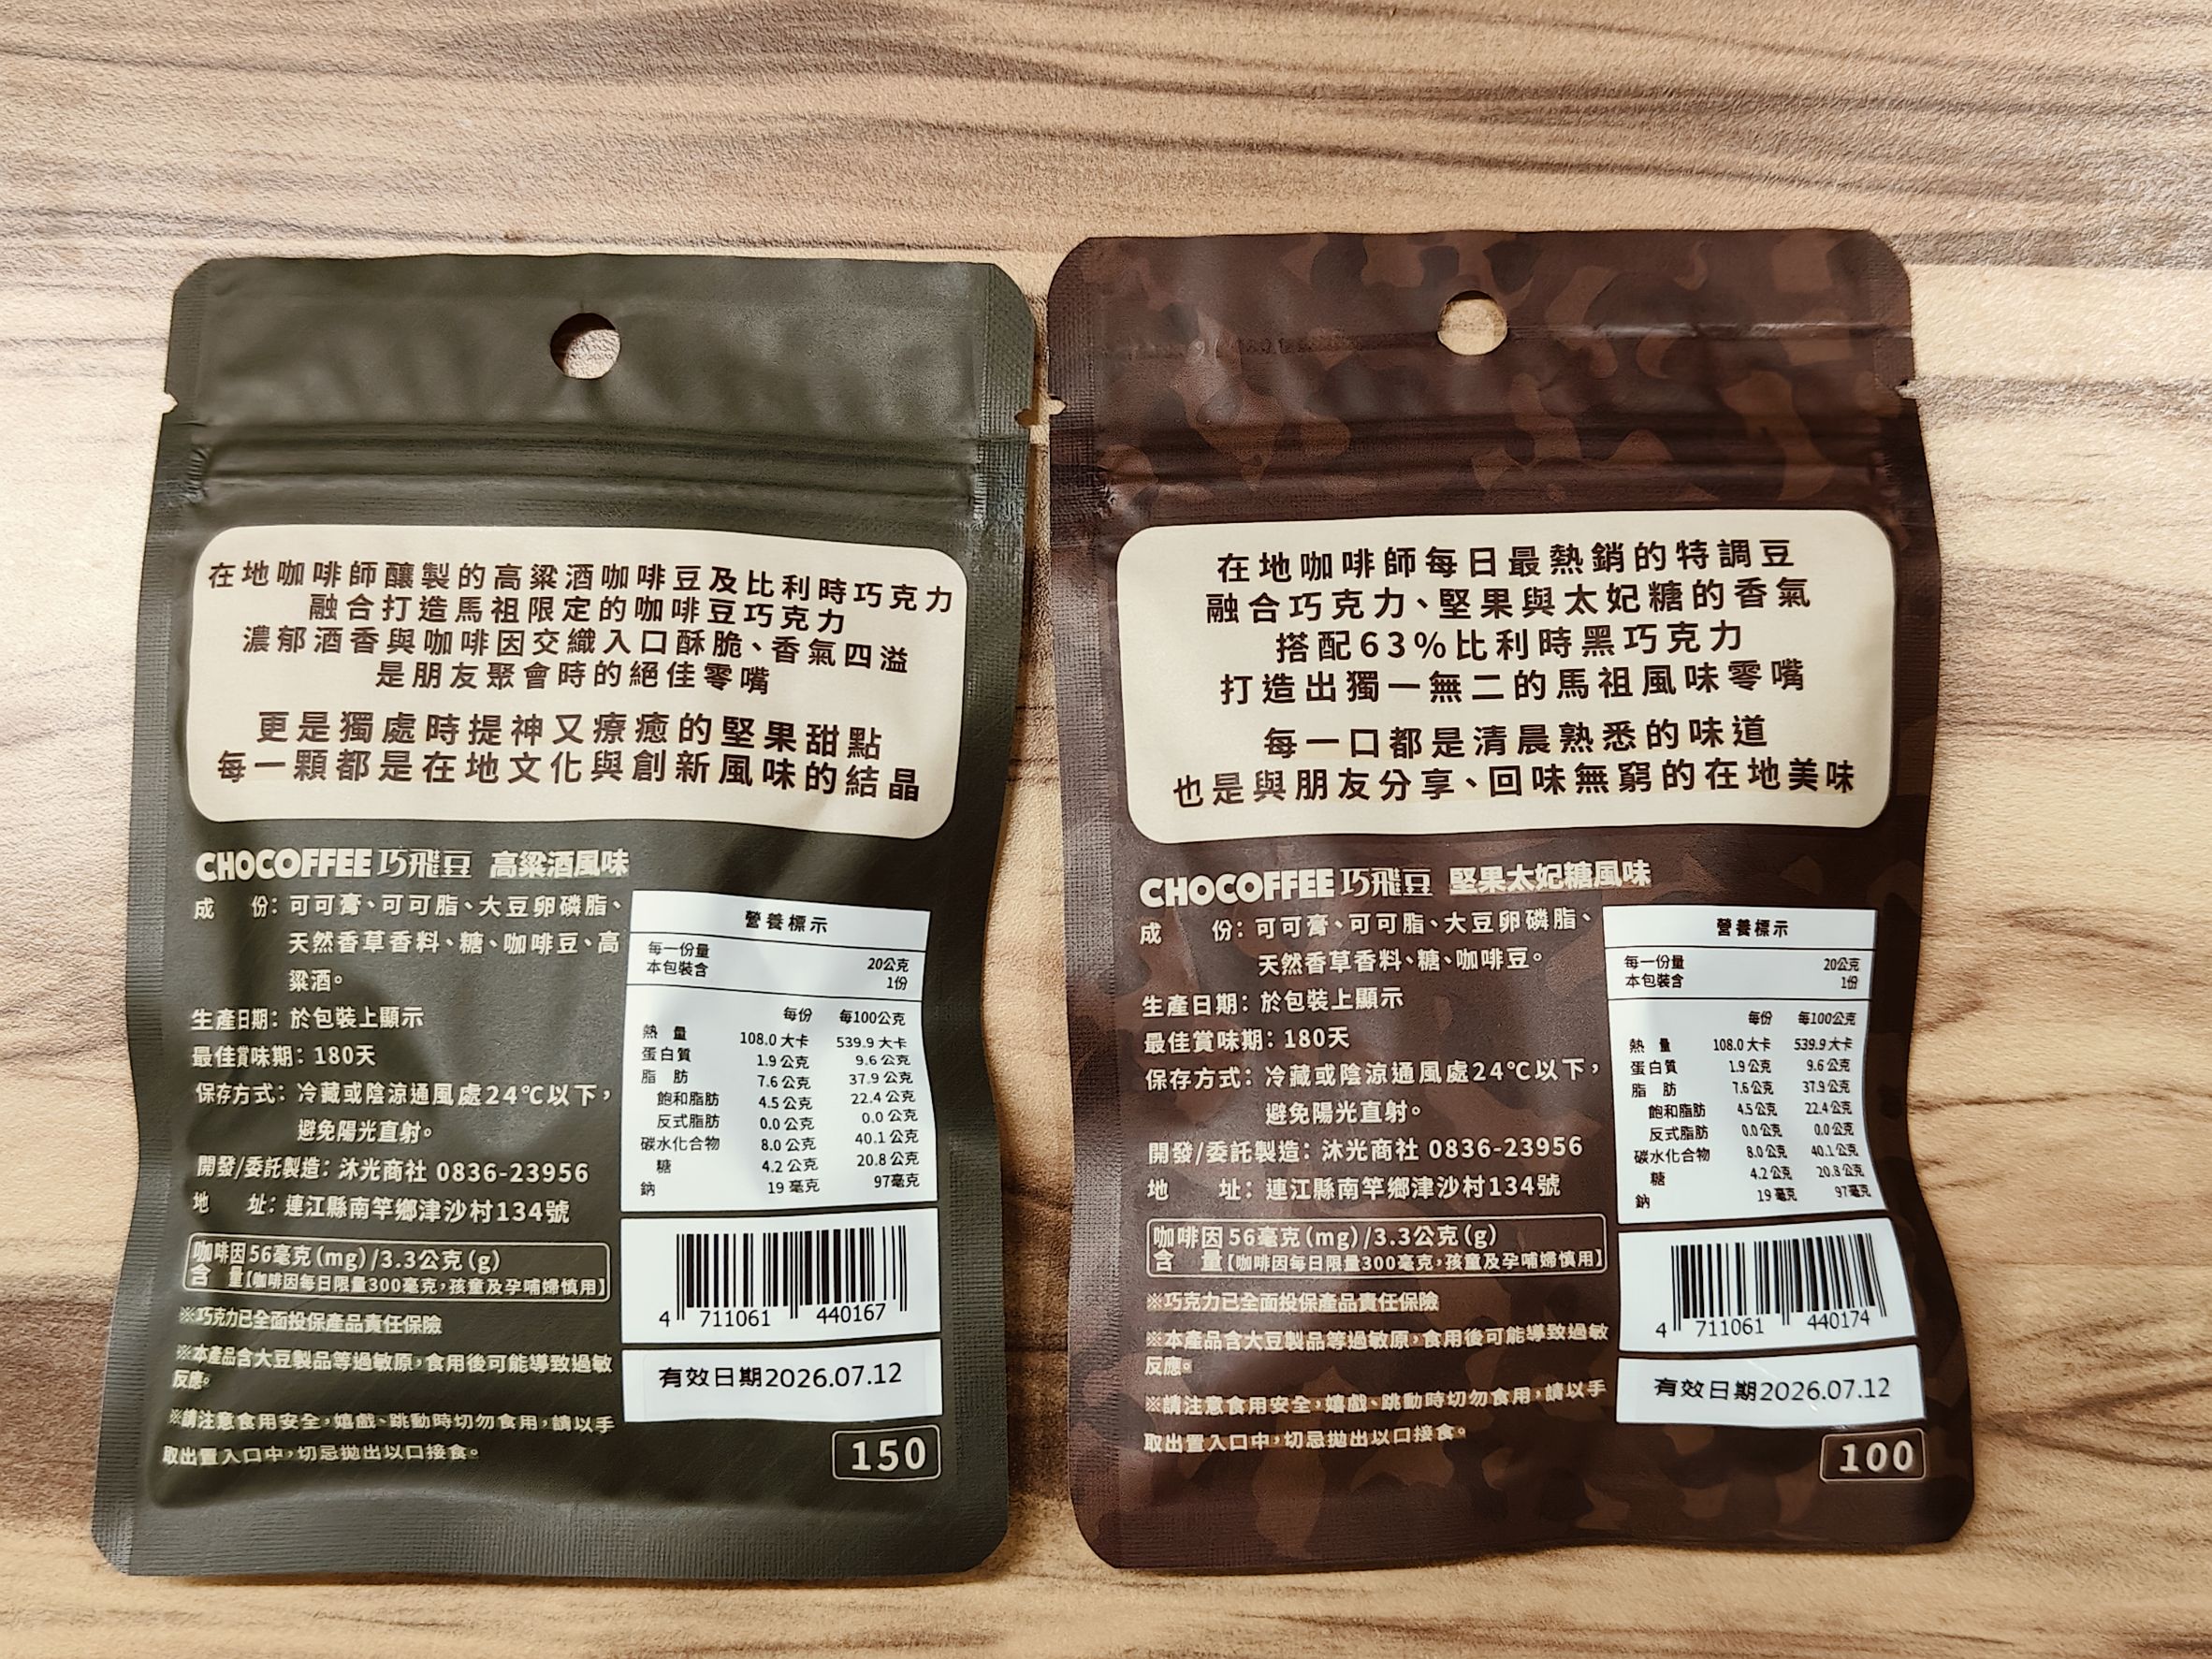 在地咖啡師釀製的高粱酒咖啡豆及比利時巧克力
融合打造馬祖限定的咖啡豆巧克力
濃郁酒香與咖啡因交織入口酥脆、香氣四溢
是朋友聚會時的絕佳零嘴
更是獨處時提神又療癒的堅果甜點
每一顆都是在地文化與創新風味的結晶
CHOCOFFEE 巧飛豆 高粱酒風味
成 份：可可膏、可可脂、大豆卵磷脂、
天然香草香料、糖、咖啡豆、高
粱酒。
生產日期：於包裝上顯示
最佳賞味期：180天
保存方式：冷藏或陰涼通風處24℃以下，
避免陽光直射。
開發/委託製造：沐光商社 0836-23956
地 址：連江縣南竿鄉津沙村134號
咖啡因含量 56毫克(mg)/3.3公克(g)
【咖啡因每日限量300毫克，孩童及孕哺婦慎用】
※巧克力已全面投保產品責任保險
※本產品含大豆製品等過敏原，食用後可能導致過敏
反應。
※請注意食用安全，嬉戲、跳動時切勿食用，請以手
取出置入口中，切忌拋出以口接食。
營養標示
每一份量 20公克
本包裝含 1份
每份 每100公克
熱 量 108.0 大卡 539.9 大卡
蛋白質 1.9 公克 9.6 公克
脂 肪 7.6 公克 37.9 公克
飽和脂肪 4.5 公克 22.4 公克
反式脂肪 0.0 公克 0.0 公克
碳水化合物 8.0 公克 40.1 公克
糖 4.2 公克 20.8 公克
鈉 19 毫克 97毫克
4 711061 440167
有效日期2026.07.12
150
在地咖啡師每日最熱銷的特調豆
融合巧克力、堅果與太妃糖的香氣
搭配63%比利時黑巧克力
打造出獨一無二的馬祖風味零嘴
每一口都是清晨熟悉的味道
也是與朋友分享、回味無窮的在地美味
CHOCOFFEE 巧飛豆 堅果太妃糖風味
成 份：可可膏、可可脂、大豆卵磷脂、
天然香草香料、糖、咖啡豆。
生產日期：於包裝上顯示
最佳賞味期：180天
保存方式：冷藏或陰涼通風處24℃以下，
避免陽光直射。
開發/委託製造：沐光商社 0836-23956
地 址：連江縣南竿鄉津沙村134號
咖啡因含量 56毫克(mg)/3.3公克(g)
【咖啡因每日限量300毫克，孩童及孕哺婦慎用】
※巧克力已全面投保產品責任保險
※本產品含大豆製品等過敏原，食用後可能導致過敏
反應。
※請注意食用安全，嬉戲、跳動時切勿食用，請以手
取出置入口中，切忌拋出以口接食。
營養標示
每一份量 20公克
本包裝含 1份
每份 每100公克
熱 量 108.0 大卡 539.9 大卡
蛋白質 1.9 公克 9.6 公克
脂 肪 7.6 公克 37.9 公克
飽和脂肪 4.5 公克 22.4 公克
反式脂肪 0.0 公克 0.0 公克
碳水化合物 8.0 公克 40.1 公克
糖 4.2 公克 20.8 公克
鈉 19 毫克 97毫克
4 711061 440174
有效日期2026.07.12
100